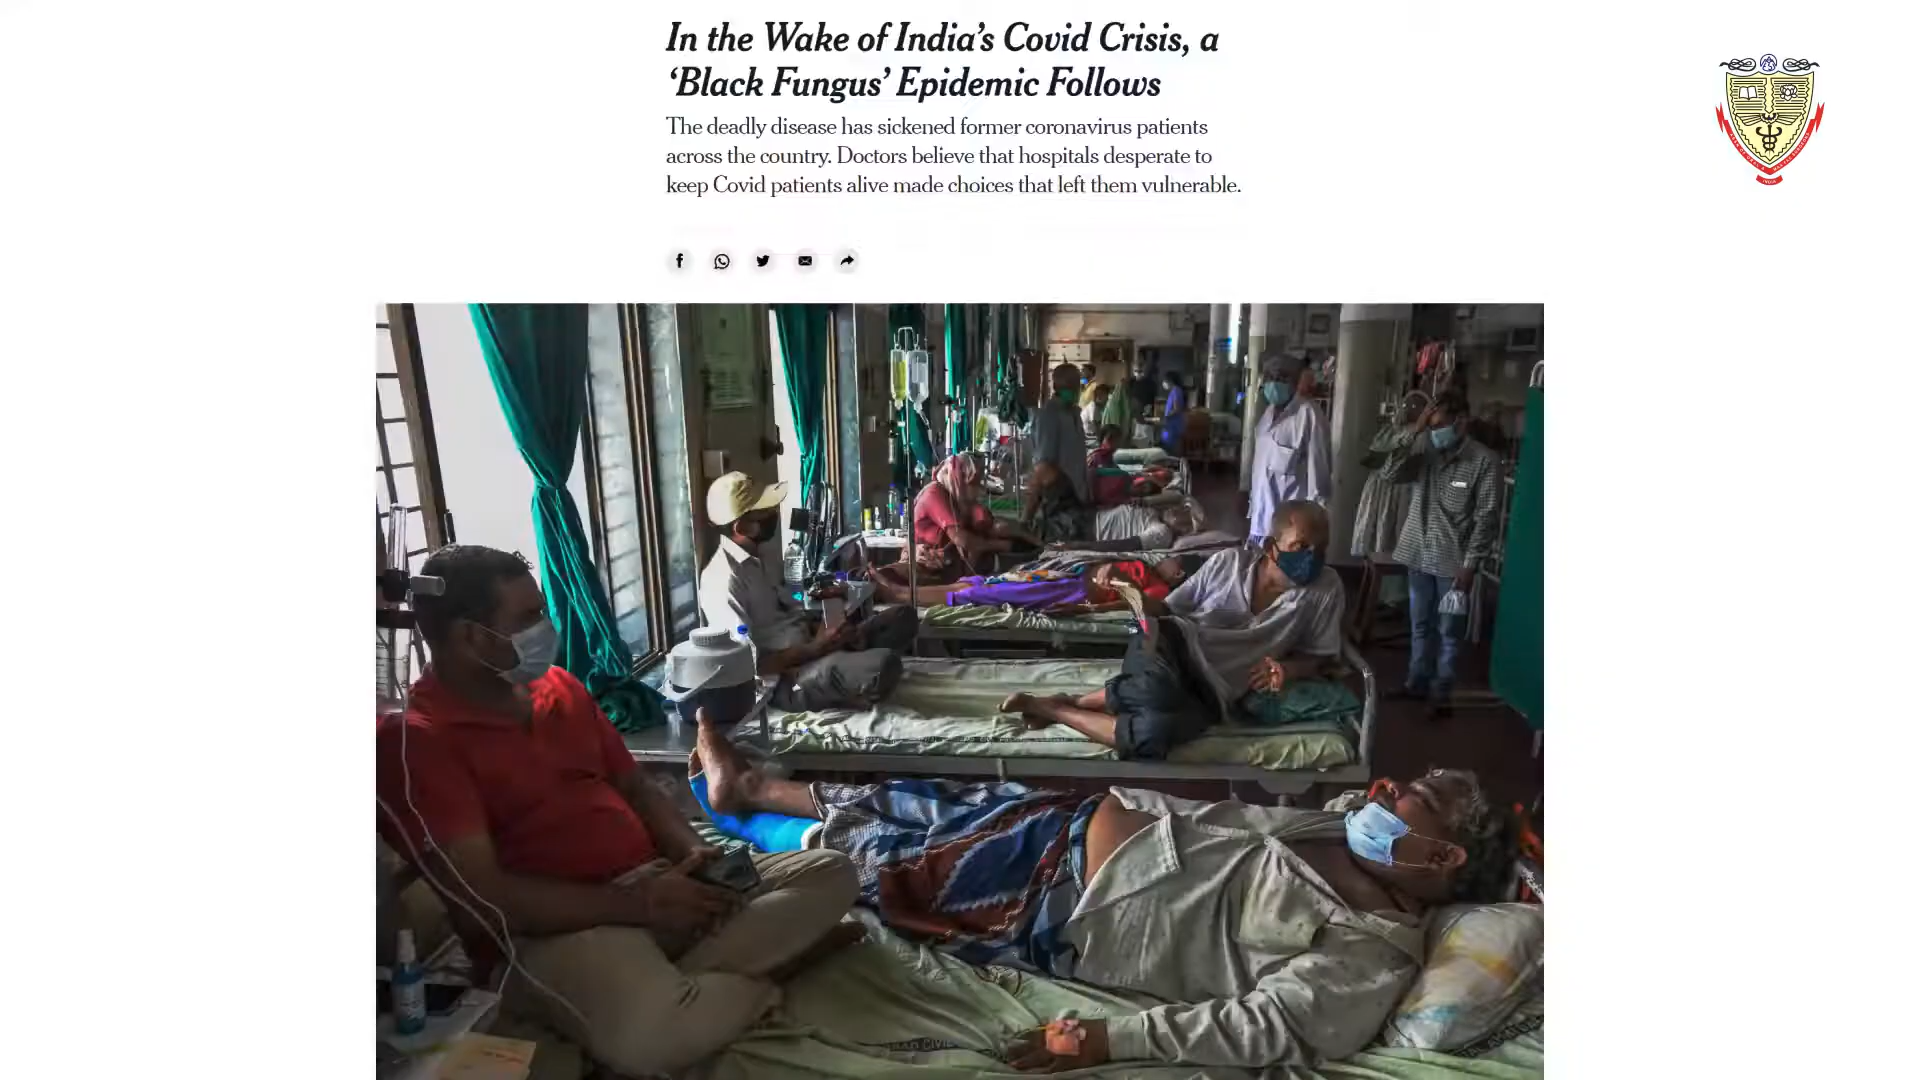 In the Wake of India’s Covid Crisis, a
‘Black Fungus’ Epidemic Follows
The deadly disease has sickened former coronavirus patients
across the country. Doctors believe that hospitals desperate to
keep Covid patients alive made choices that left them vulnerable.
INDIA